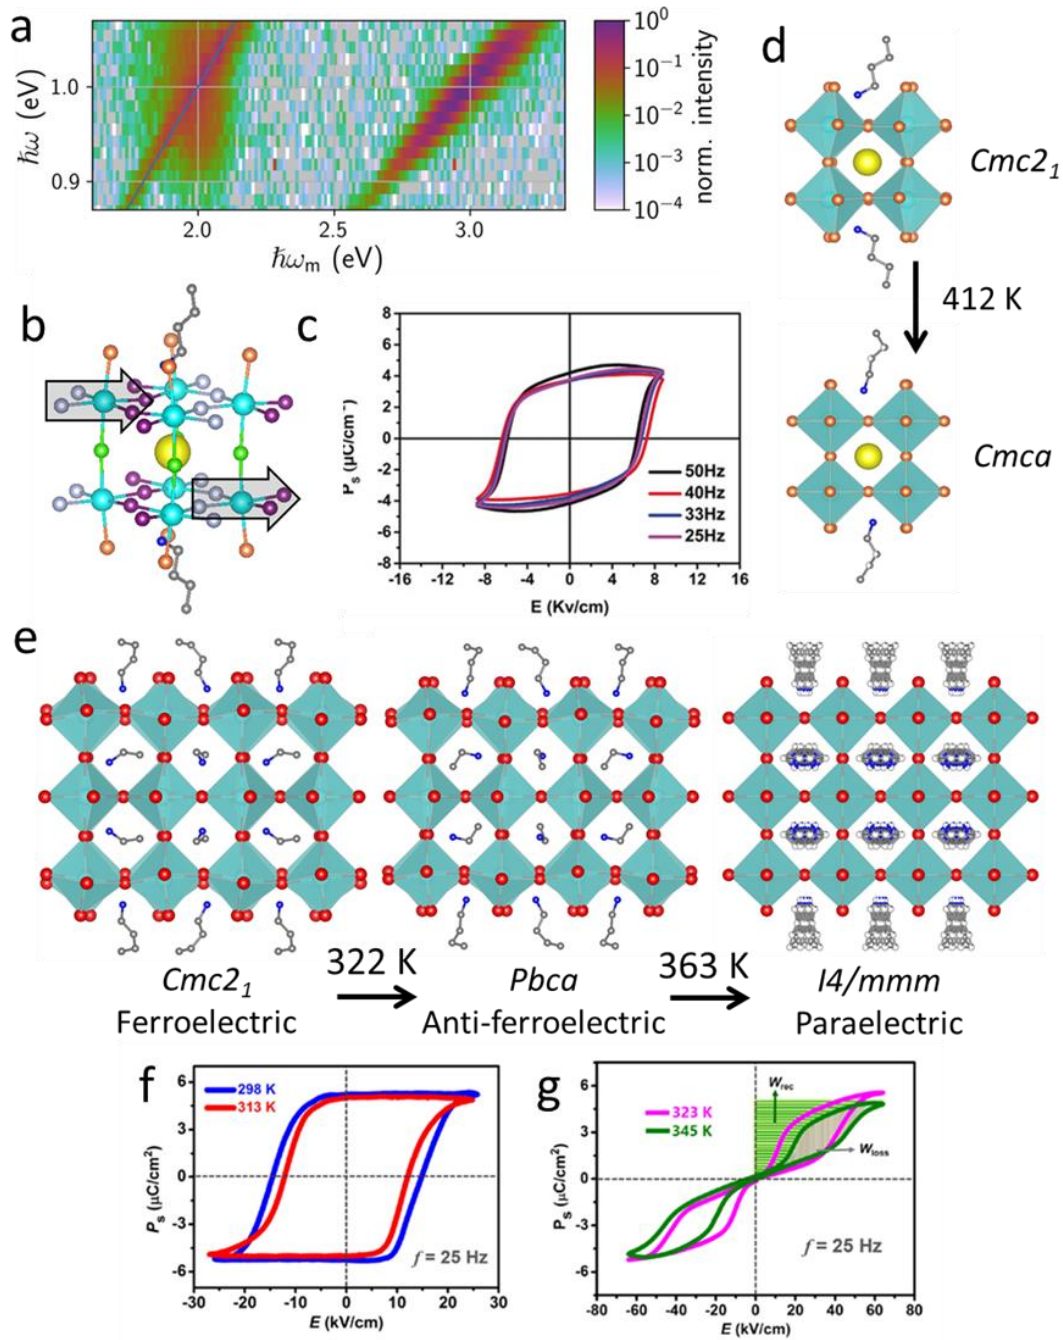 a
ħω (eV)
1.0
0.9
2.0
2.5
3.0
ħωm (eV)
10⁰
10⁻¹
10⁻²
10⁻³
10⁻⁴
norm. intensity
b
c
8
6
4
2
0
-2
-4
-6
-8
Pₛ (µC/cm⁻)
50Hz
40Hz
33Hz
25Hz
-16
-12
-8
-4
0
4
8
12
16
E (Kv/cm)
d
Cmc2₁
412 K
Cmca
e
322 K
363 K
Cmc2₁
Pbca
I4/mmm
Ferroelectric
Anti-ferroelectric
Paraelectric
f
6
3
0
-3
-6
Pₛ (µC/cm²)
298 K
313 K
f = 25 Hz
-30
-20
-10
0
10
20
30
E (kV/cm)
g
6
3
0
-3
-6
Pₛ (µC/cm²)
323 K
345 K
Wrec
Wloss
f = 25 Hz
-80
-60
-40
-20
0
20
40
60
80
E (kV/cm)